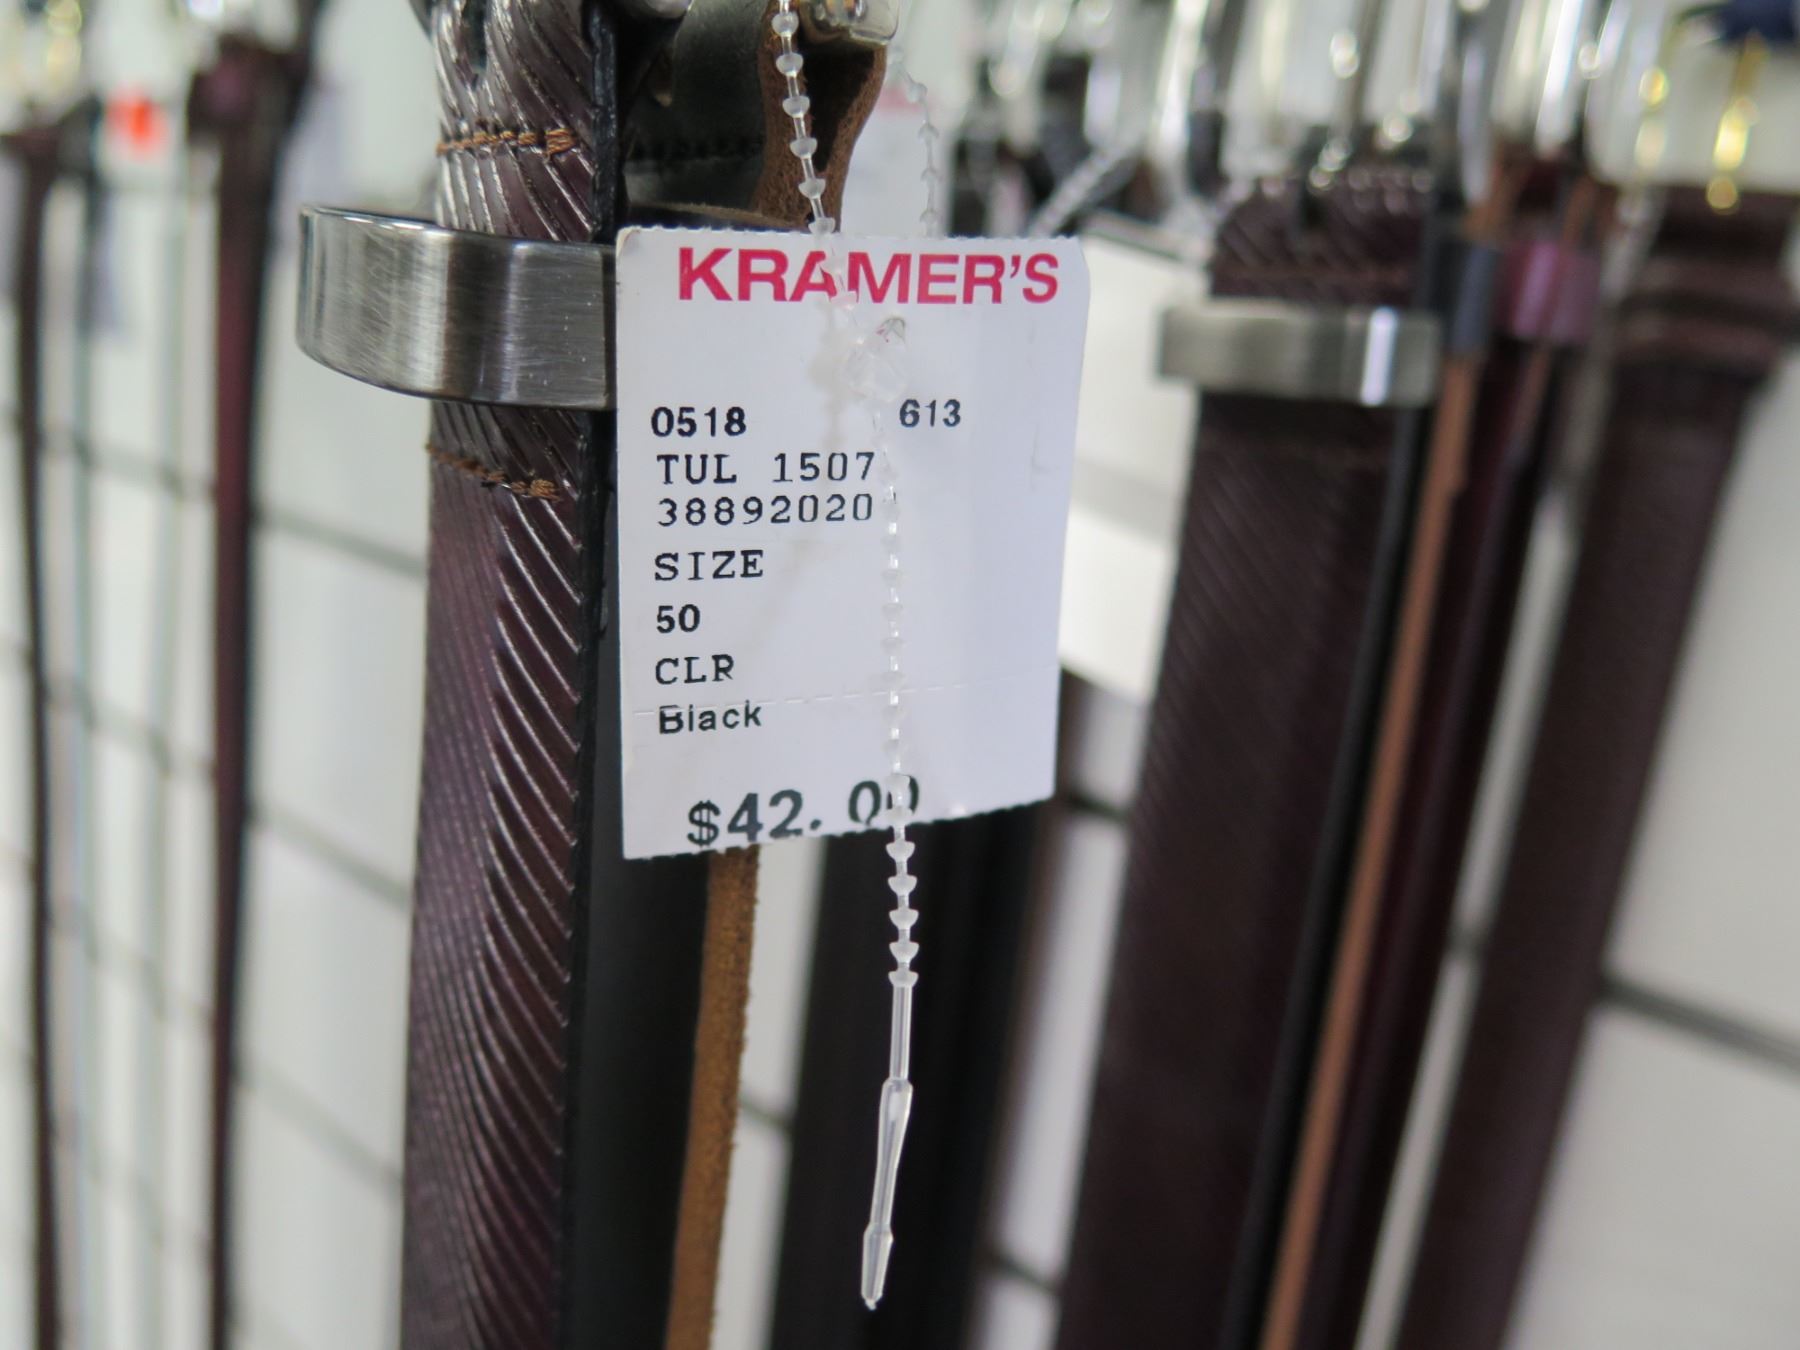 KRAMER'S
0518 613
TUL 1507
38892020
SIZE
50
CLR
Black
$42.00